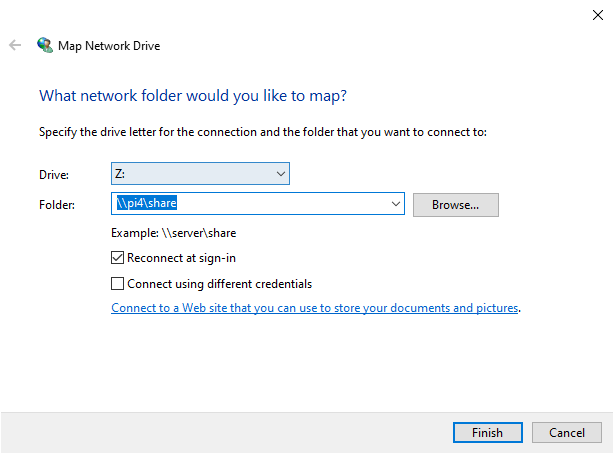 Map Network Drive
What network folder would you like to map?
Specify the drive letter for the connection and the folder that you want to connect to:
Drive: Z:
Folder: \\pi4\share Browse...
Example: \\server\share
Reconnect at sign-in
Connect using different credentials
Connect to a Web site that you can use to store your documents and pictures.
Finish Cancel